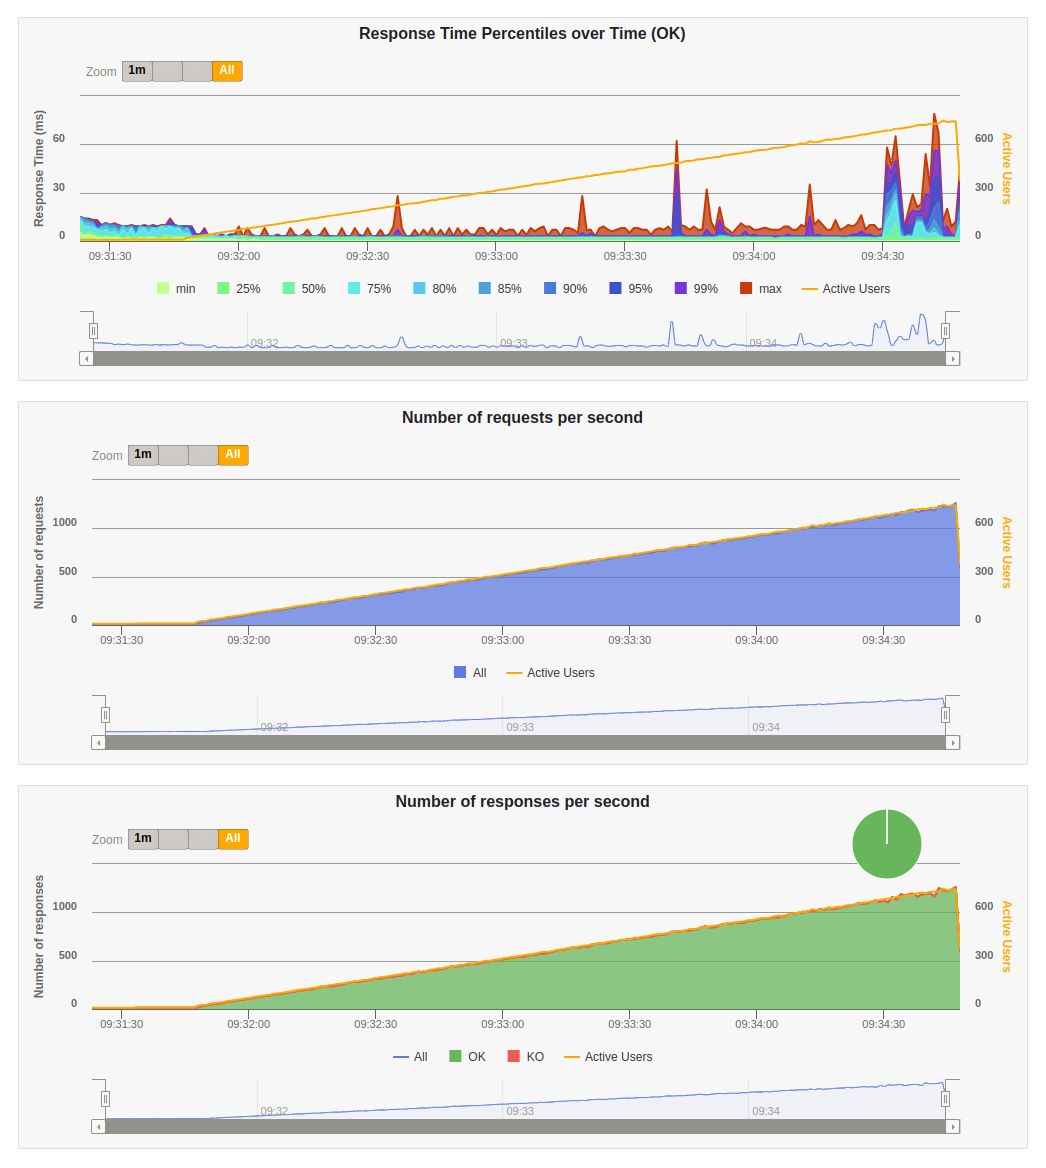 Response Time Percentiles over Time (OK)
Zoom 1m All
Response Time (ms)
60
30
0
600
300
0
Active Users
09:31:30 09:32:00 09:32:30 09:33:00 09:33:30 09:34:00 09:34:30
min 25% 50% 75% 80% 85% 90% 95% 99% max Active Users
09:32 09:33 09:34
Number of requests per second
Zoom 1m All
Number of requests
1000
500
0
600
300
0
Active Users
09:31:30 09:32:00 09:32:30 09:33:00 09:33:30 09:34:00 09:34:30
All Active Users
09:32 09:33 09:34
Number of responses per second
Zoom 1m All
Number of responses
1000
500
0
600
300
0
Active Users
09:31:30 09:32:00 09:32:30 09:33:00 09:33:30 09:34:00 09:34:30
All OK KO Active Users
09:32 09:33 09:34